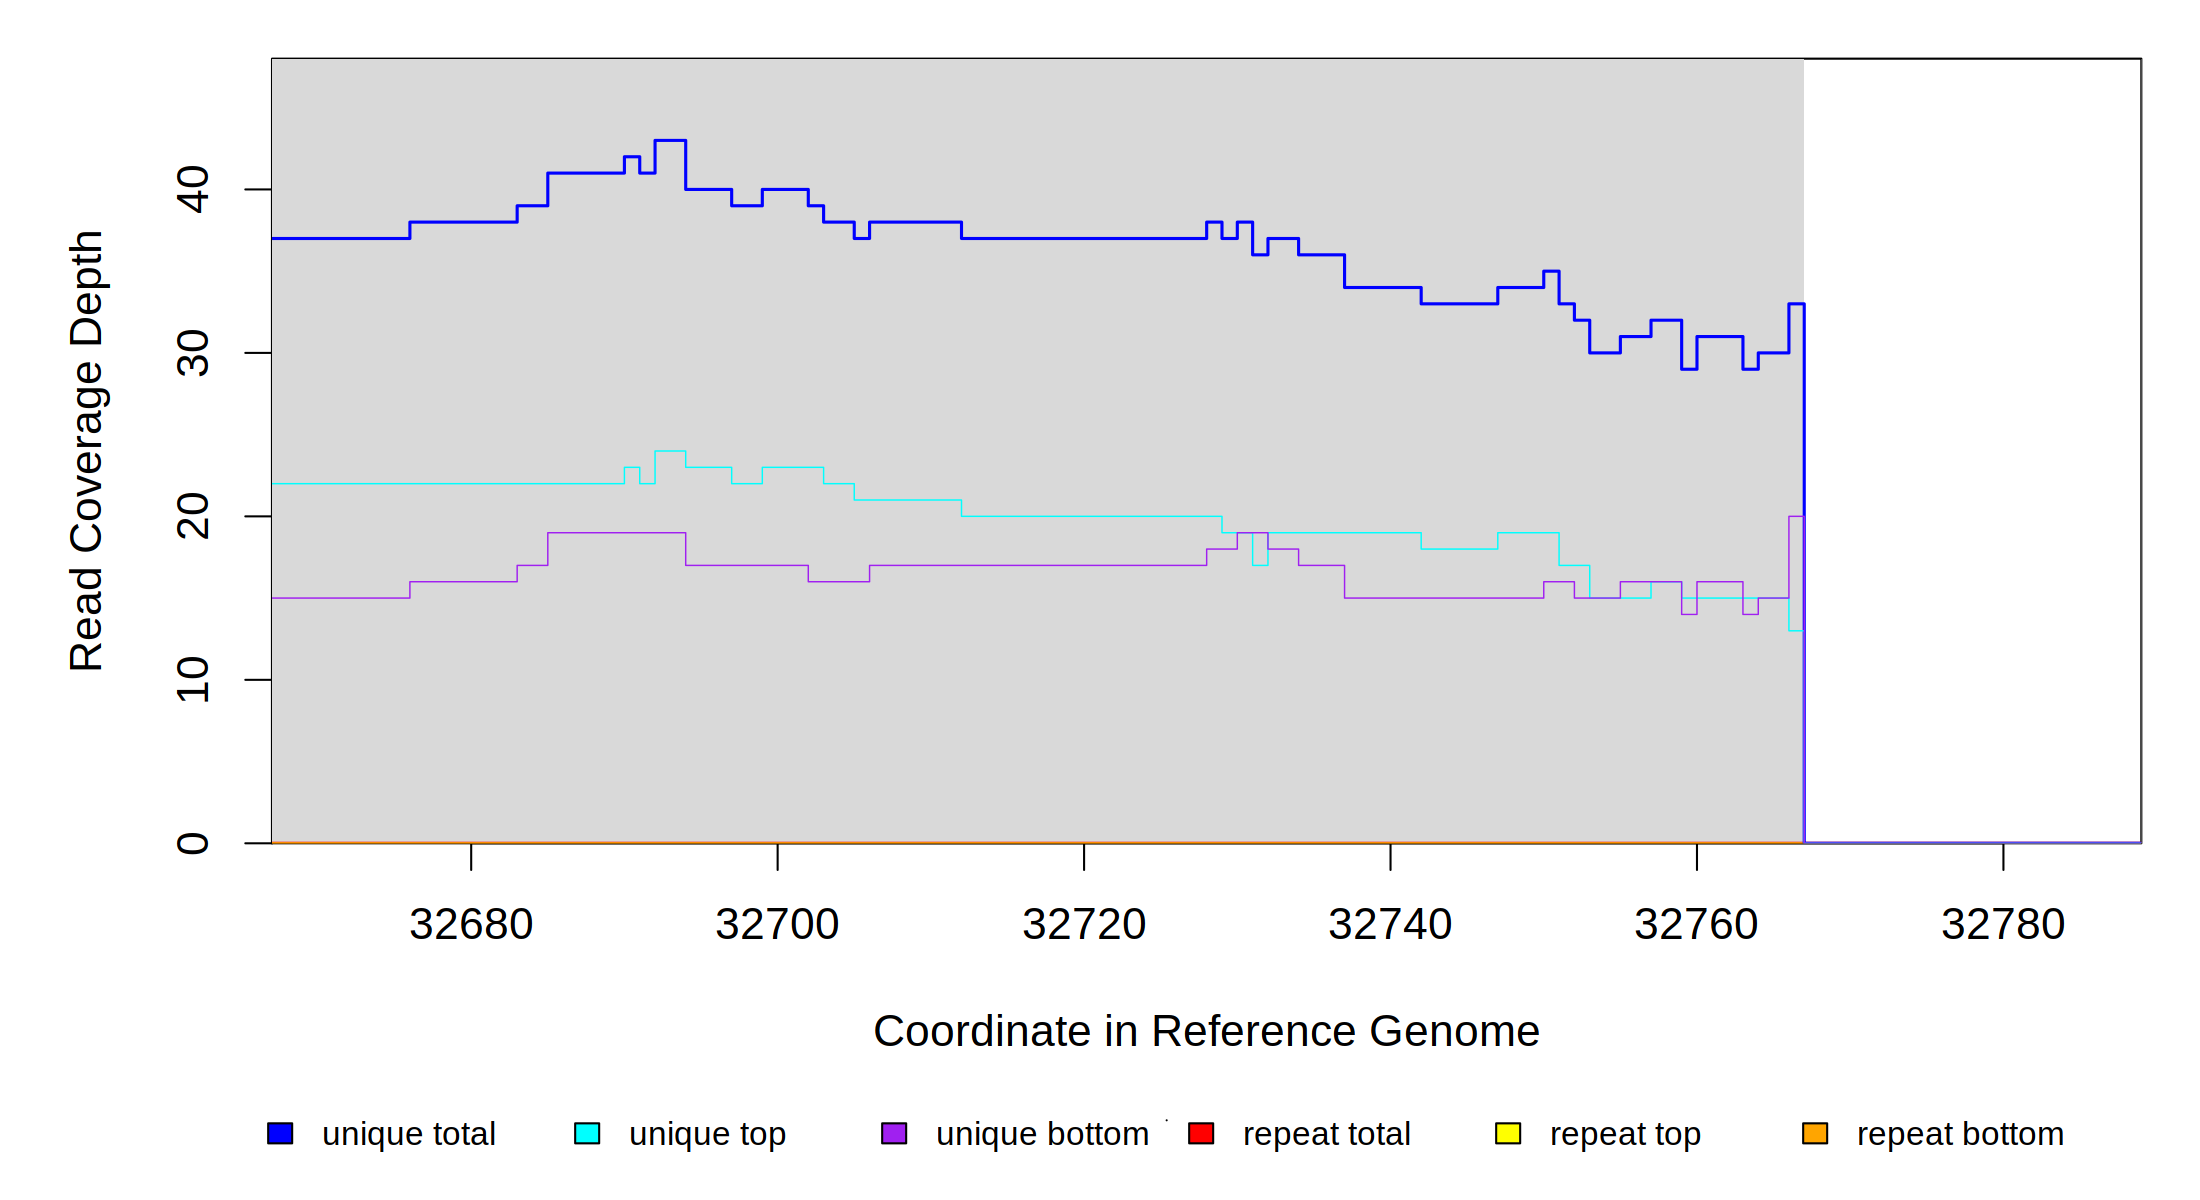 Read Coverage Depth
40
30
20
10
0
32680 32700 32720 32740 32760 32780
Coordinate in Reference Genome
unique total unique top unique bottom repeat total repeat top repeat bottom